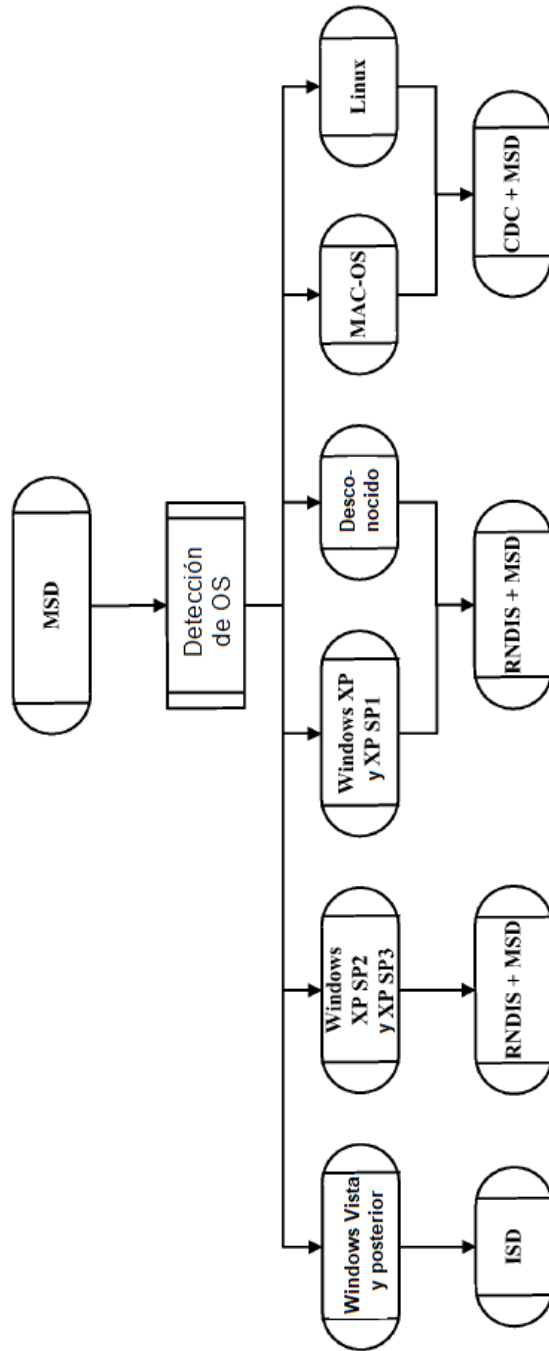 MSD
Detección
de OS
Windows Vista
y posterior
Windows
XP SP2
y XP SP3
Windows XP
y XP SP1
Desco-
nocido
MAC-OS
Linux
ISD
RNDIS + MSD
RNDIS + MSD
CDC + MSD